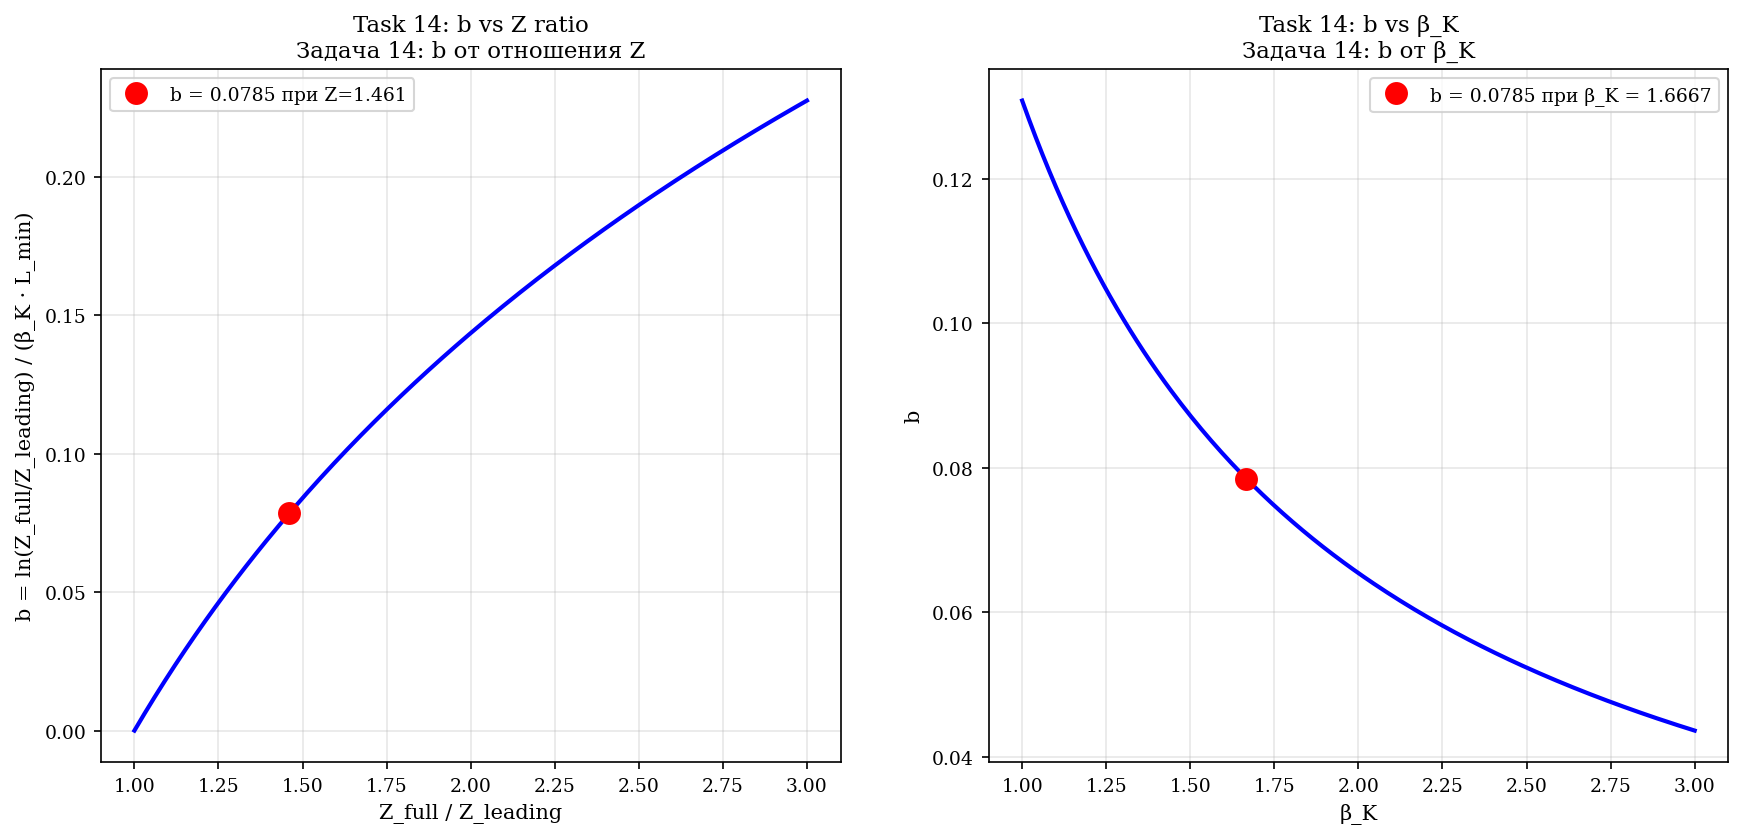 Task 14: b vs Z ratio
Задача 14: b от отношения Z
b = 0.0785 при Z=1.461
b = ln(Z_full/Z_leading) / (β_K · L_min)
0.20
0.15
0.10
0.05
0.00
1.00 1.25 1.50 1.75 2.00 2.25 2.50 2.75 3.00
Z_full / Z_leading
Task 14: b vs β_K
Задача 14: b от β_K
b = 0.0785 при β_K = 1.6667
b
0.12
0.10
0.08
0.06
0.04
1.00 1.25 1.50 1.75 2.00 2.25 2.50 2.75 3.00
β_K